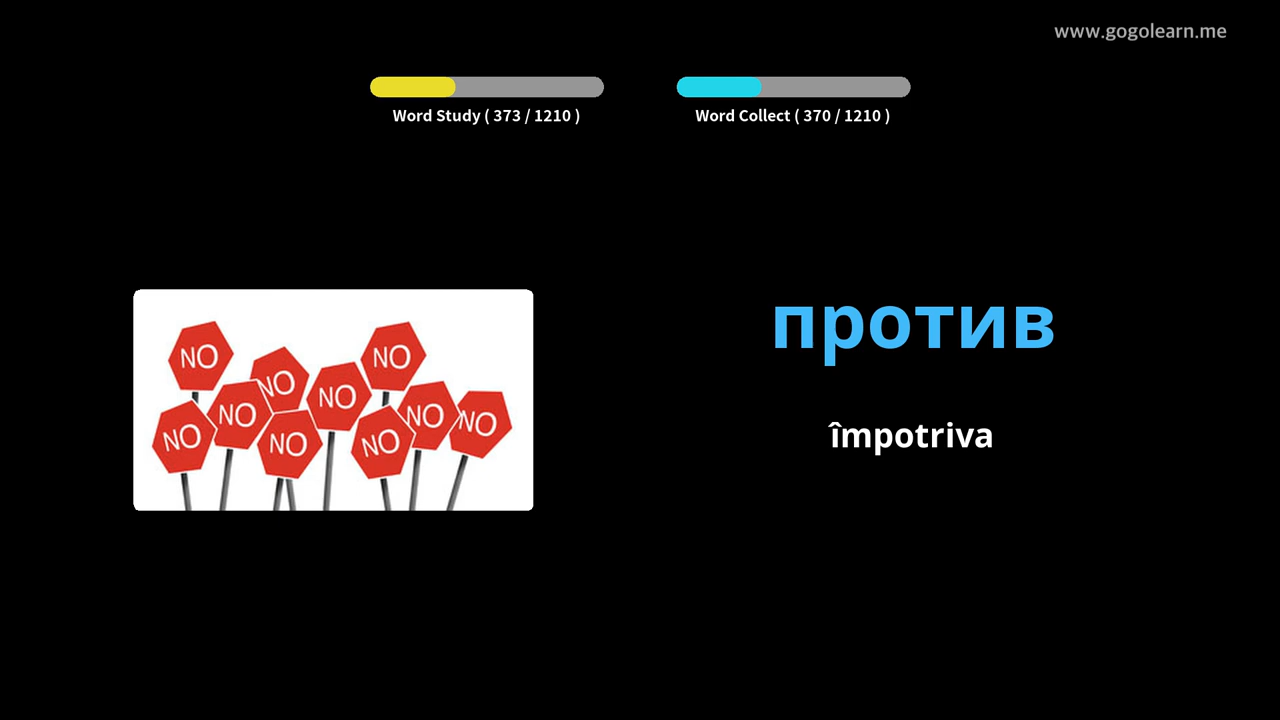 www.gogolearn.me
Word Study ( 373 / 1210 )
Word Collect ( 370 / 1210 )
против
împotriva
NO
NO
NO
NO
NO
NO
NO
NO
NO
NO